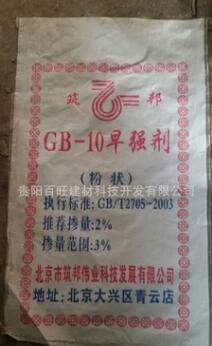 筑 邦
GB-10早强剂
(粉状)
贵阳百旺建材科技开发有限公司
执行标准:GB/T2705-2003
推荐掺量:2%
掺量范围:3%
北京市筑邦伟业科技发展有限公司
地址:北京大兴区青云店